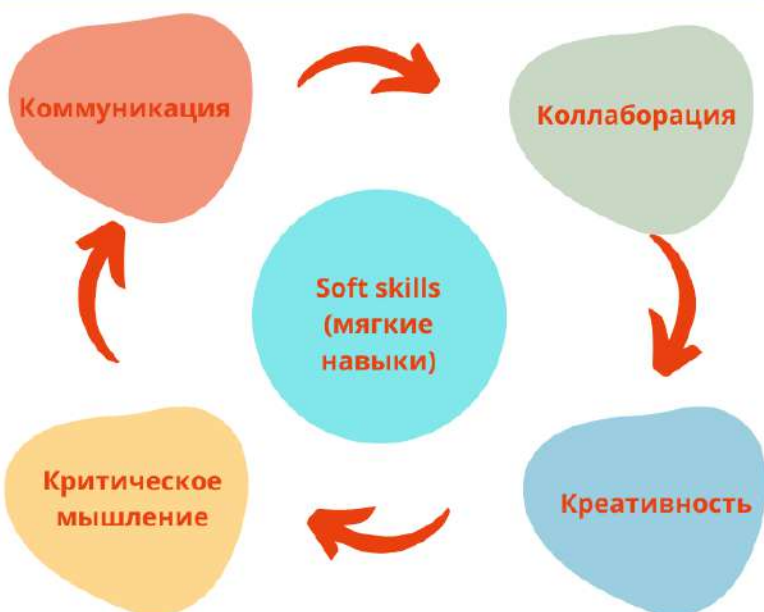 Коммуникация
Коллаборация
Soft skills
(мягкие
навыки)
Критическое
мышление
Креативность